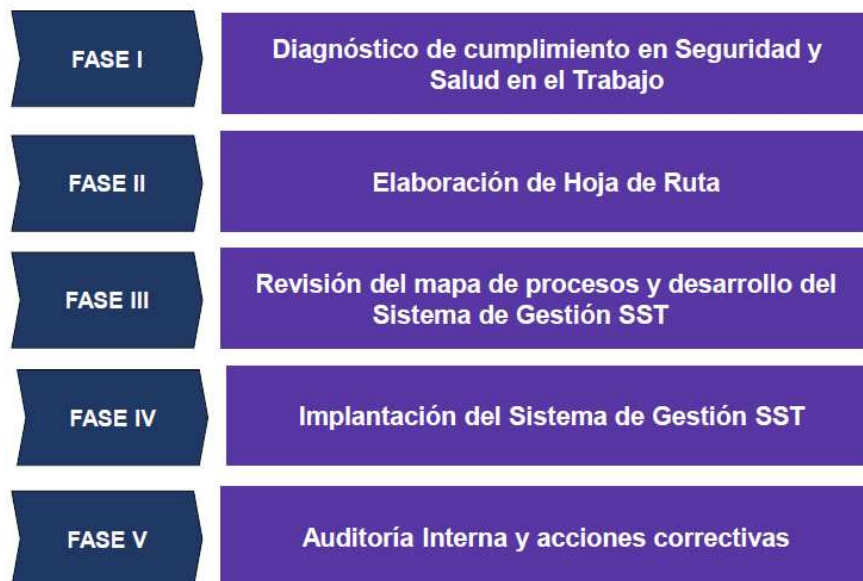 FASE I
Diagnóstico de cumplimiento en Seguridad y
Salud en el Trabajo
FASE II
Elaboración de Hoja de Ruta
FASE III
Revisión del mapa de procesos y desarrollo del
Sistema de Gestión SST
FASE IV
Implantación del Sistema de Gestión SST
FASE V
Auditoría Interna y acciones correctivas